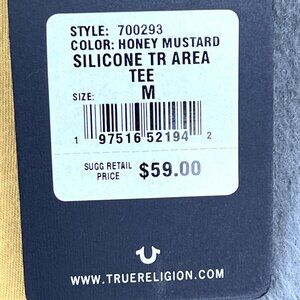 STYLE: 700293
COLOR: HONEY MUSTARD
SILICONE TR AREA
TEE
SIZE: M
1 97516 52194 2
SUGG RETAIL
PRICE $59.00
WWW.TRUERELIGION.COM